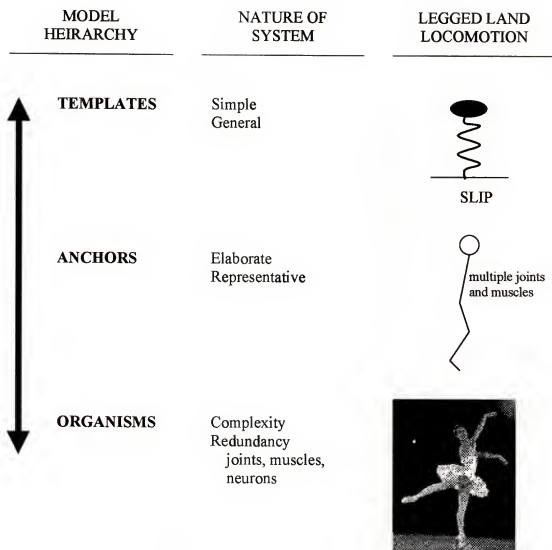 MODEL
HEIRARCHY
NATURE OF
SYSTEM
LEGGED LAND
LOCOMOTION
TEMPLATES
Simple
General
SLIP
ANCHORS
Elaborate
Representative
multiple joints
and muscles
ORGANISMS
Complexity
Redundancy
joints, muscles,
neurons